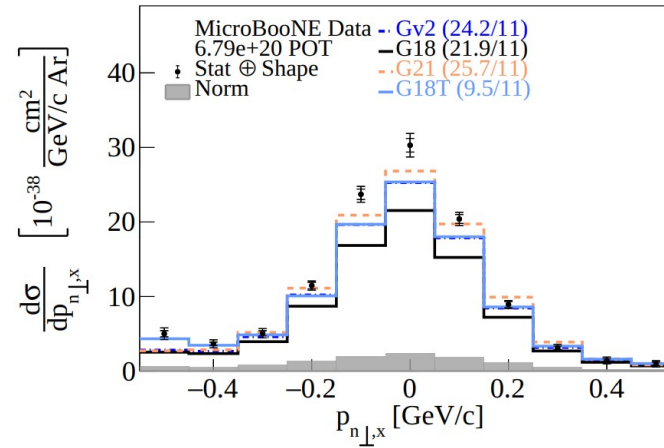 MicroBooNE Data
6.79e+20 POT
Stat ⊕ Shape
Norm
Gv2 (24.2/11)
G18 (21.9/11)
G21 (25.7/11)
G18T (9.5/11)
dσ/dp_{n⊥,x} [10^{-38} cm²/(GeV/c Ar)]
40
30
20
10
0
−0.4 −0.2 0 0.2 0.4
p_{n⊥,x} [GeV/c]